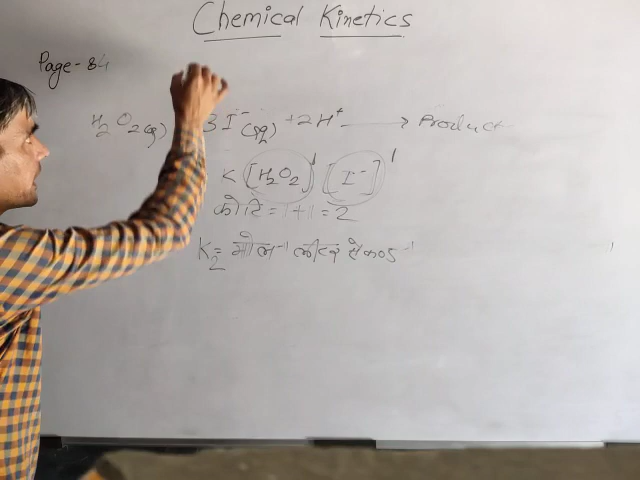 Chemical Kinetics
Page-84
H₂O₂(aq) 3I⁻(aq) +2H⁺ → Product
K [H₂O₂]¹ [I⁻]¹
कोटि = 1+1 = 2
K₂ = मोल⁻¹ लीटर सेकण्ड⁻¹